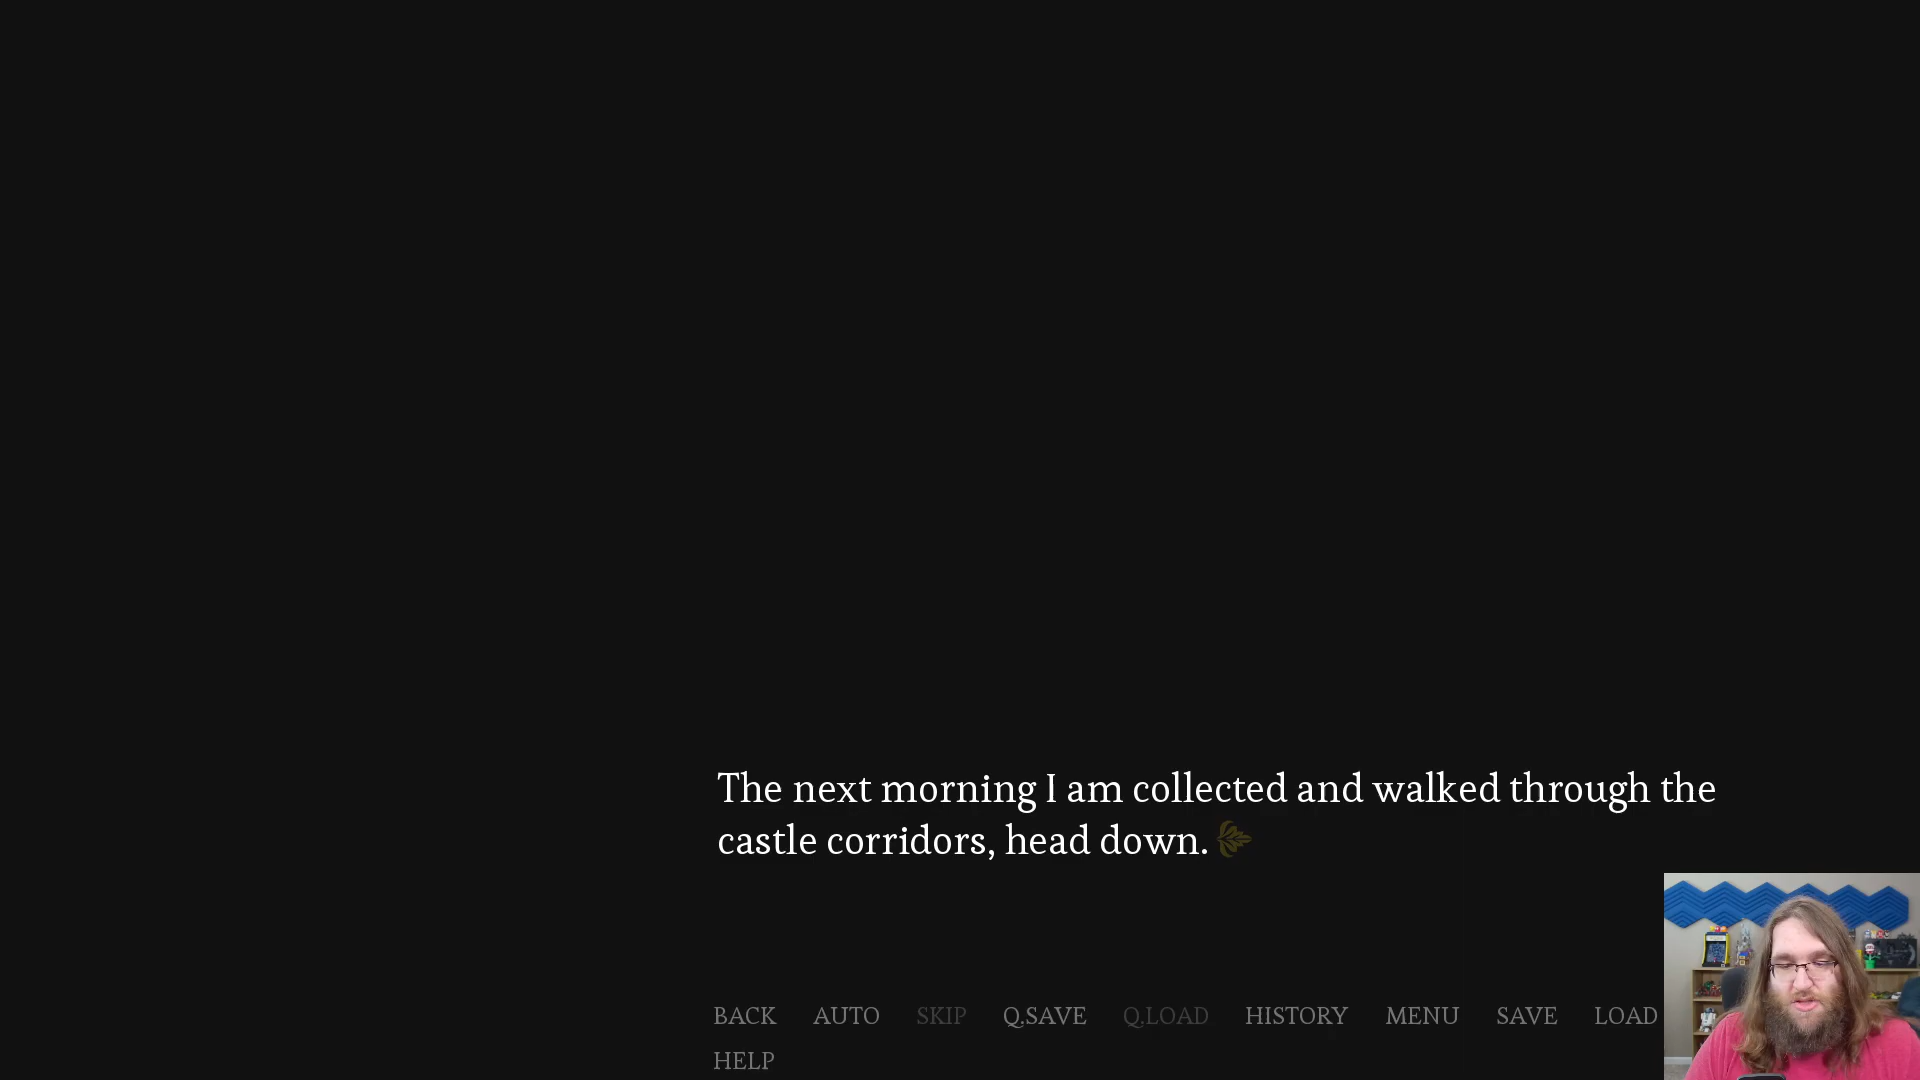 The next morning I am collected and walked through the
castle corridors, head down.
BACK AUTO SKIP Q.SAVE Q.LOAD HISTORY MENU SAVE LOAD
HELP